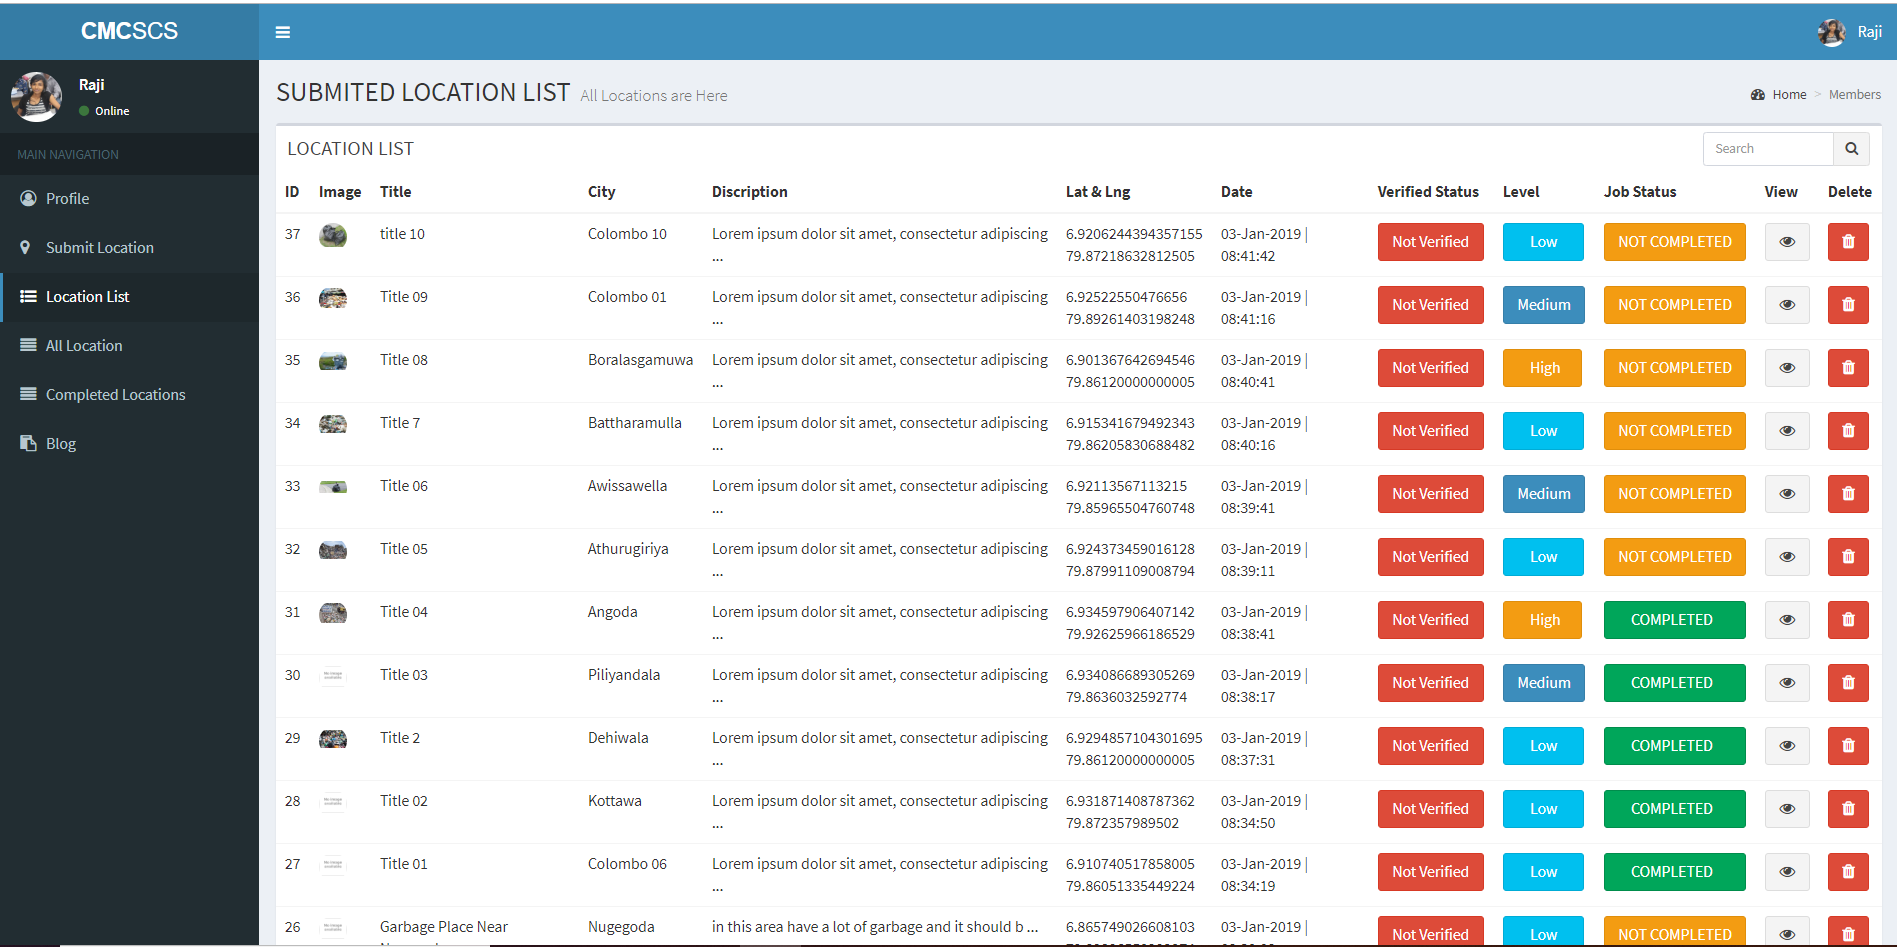 CMCSCS
Raji
Raji
Online
MAIN NAVIGATION
Profile
Submit Location
Location List
All Location
Completed Locations
Blog
SUBMITED LOCATION LIST All Locations are Here
Home > Members
LOCATION LIST
Search
ID Image Title City Discription Lat & Lng Date Verified Status Level Job Status View Delete
37 title 10 Colombo 10 Lorem ipsum dolor sit amet, consectetur adipiscing 6.9206244394357155 03-Jan-2019 | Not Verified Low NOT COMPLETED
... 79.87218632812505 08:41:42
36 Title 09 Colombo 01 Lorem ipsum dolor sit amet, consectetur adipiscing 6.92522550476656 03-Jan-2019 | Not Verified Medium NOT COMPLETED
... 79.89261403198248 08:41:16
35 Title 08 Boralasgamuwa Lorem ipsum dolor sit amet, consectetur adipiscing 6.901367642694546 03-Jan-2019 | Not Verified High NOT COMPLETED
... 79.86120000000005 08:40:41
34 Title 7 Battharamulla Lorem ipsum dolor sit amet, consectetur adipiscing 6.915341679492343 03-Jan-2019 | Not Verified Low NOT COMPLETED
... 79.86205830688482 08:40:16
33 Title 06 Awissawella Lorem ipsum dolor sit amet, consectetur adipiscing 6.92113567113215 03-Jan-2019 | Not Verified Medium NOT COMPLETED
... 79.85965504760748 08:39:41
32 Title 05 Athurugiriya Lorem ipsum dolor sit amet, consectetur adipiscing 6.924373459016128 03-Jan-2019 | Not Verified Low NOT COMPLETED
... 79.87991109008794 08:39:11
31 Title 04 Angoda Lorem ipsum dolor sit amet, consectetur adipiscing 6.934597906407142 03-Jan-2019 | Not Verified High COMPLETED
... 79.92625966186529 08:38:41
30 Title 03 Piliyandala Lorem ipsum dolor sit amet, consectetur adipiscing 6.934086689305269 03-Jan-2019 | Not Verified Medium COMPLETED
... 79.8636032592774 08:38:17
29 Title 2 Dehiwala Lorem ipsum dolor sit amet, consectetur adipiscing 6.9294857104301695 03-Jan-2019 | Not Verified Low COMPLETED
... 79.86120000000005 08:37:31
28 Title 02 Kottawa Lorem ipsum dolor sit amet, consectetur adipiscing 6.931871408787362 03-Jan-2019 | Not Verified Low COMPLETED
... 79.872357989502 08:34:50
27 Title 01 Colombo 06 Lorem ipsum dolor sit amet, consectetur adipiscing 6.910740517858005 03-Jan-2019 | Not Verified Low COMPLETED
... 79.86051335449224 08:34:19
26 Garbage Place Near Nugegoda in this area have a lot of garbage and it should b ... 6.865749026608103 03-Jan-2019 | Not Verified Low NOT COMPLETED